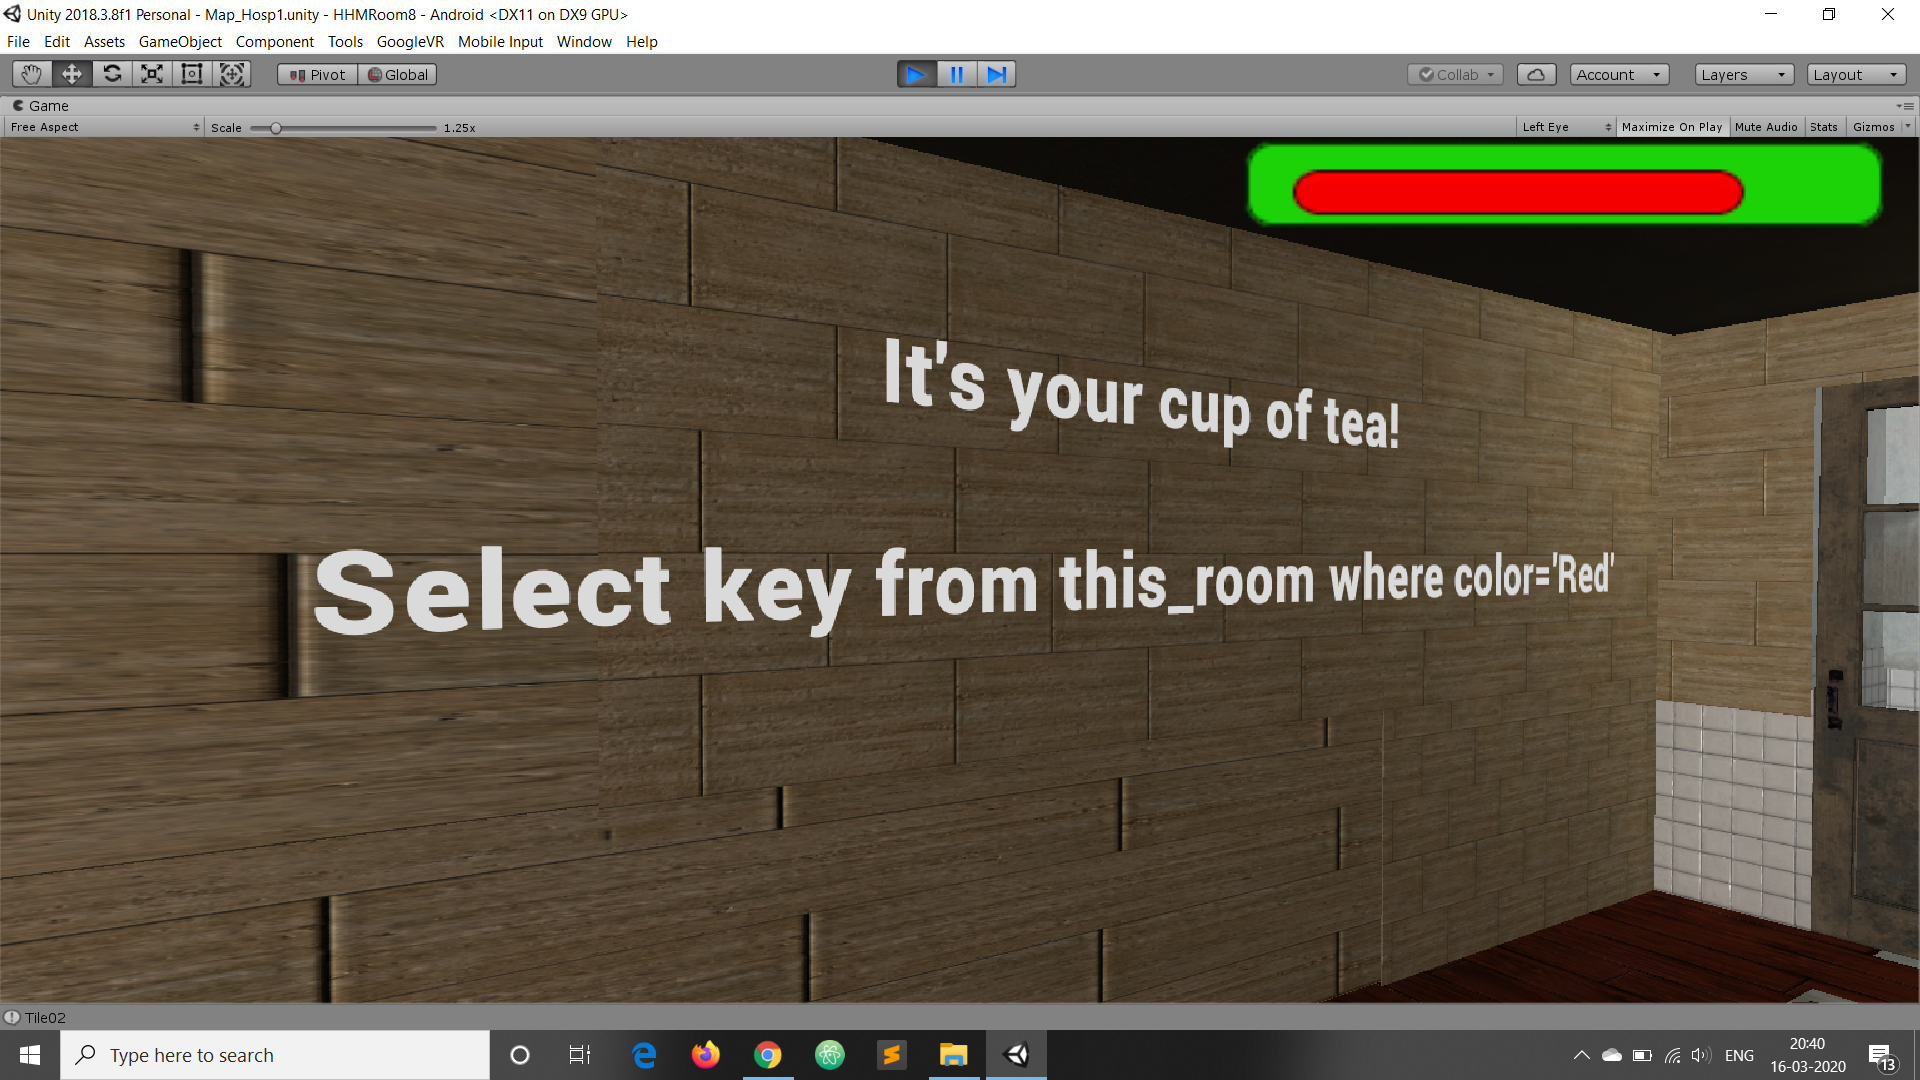 Unity 2018.3.8f1 Personal - Map_Hosp1.unity - HHMRoom8 - Android <DX11 on DX9 GPU>
File Edit Assets GameObject Component Tools GoogleVR Mobile Input Window Help
Pivot Global Collab Account Layers Layout
Game
Free Aspect Scale 1.25x Left Eye Maximize On Play Mute Audio Stats Gizmos
It's your cup of tea!
Select key from this_room where color='Red'
Tile02
Type here to search
ENG
20:40
16-03-2020
13